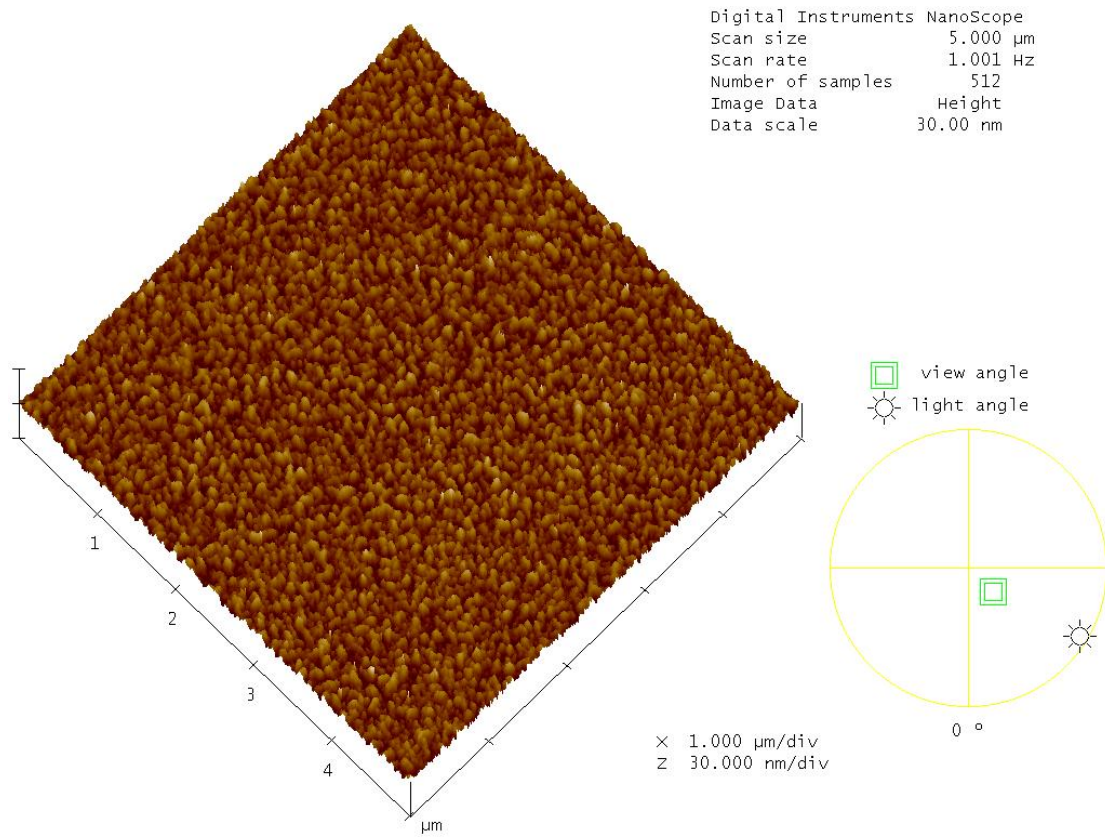 Digital Instruments NanoScope
Scan size 5.000 µm
Scan rate 1.001 Hz
Number of samples 512
Image Data Height
Data scale 30.00 nm
view angle
light angle
1
2
3
4
µm
X 1.000 µm/div
Z 30.000 nm/div
0 º